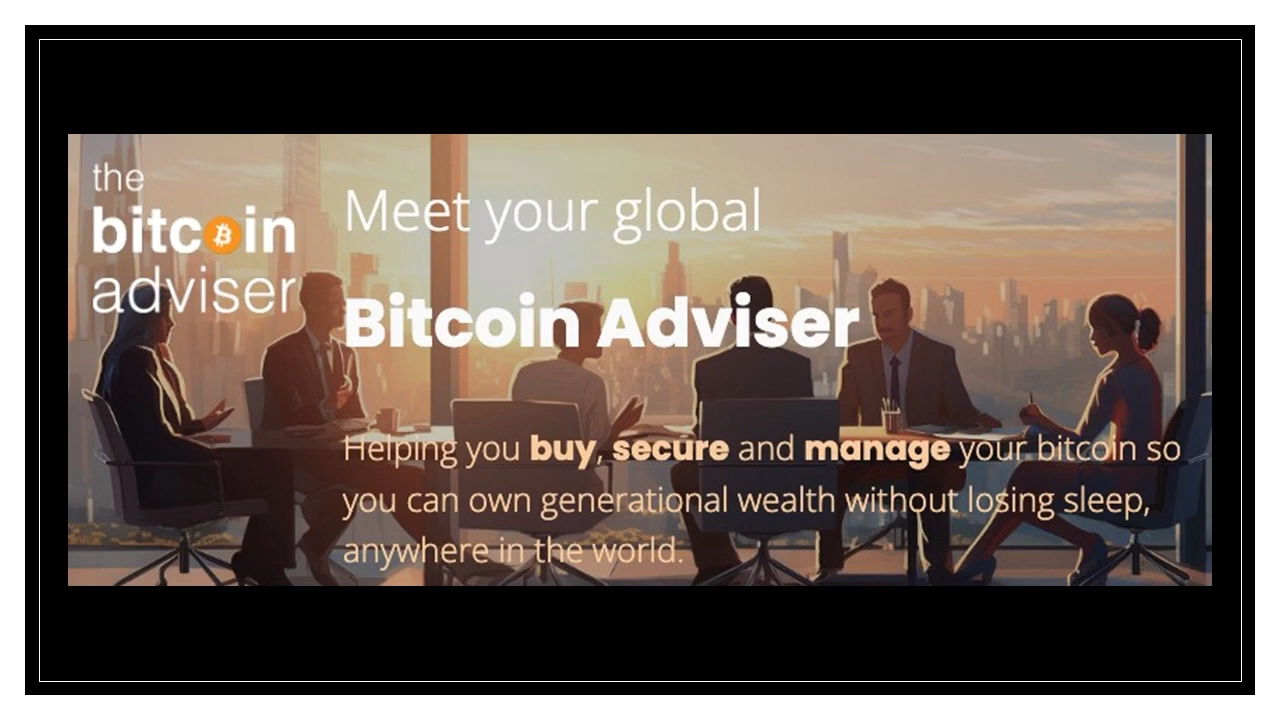 the
bitcoin
adviser
Meet your global
Bitcoin Adviser
Helping you buy, secure and manage your bitcoin so
you can own generational wealth without losing sleep,
anywhere in the world.